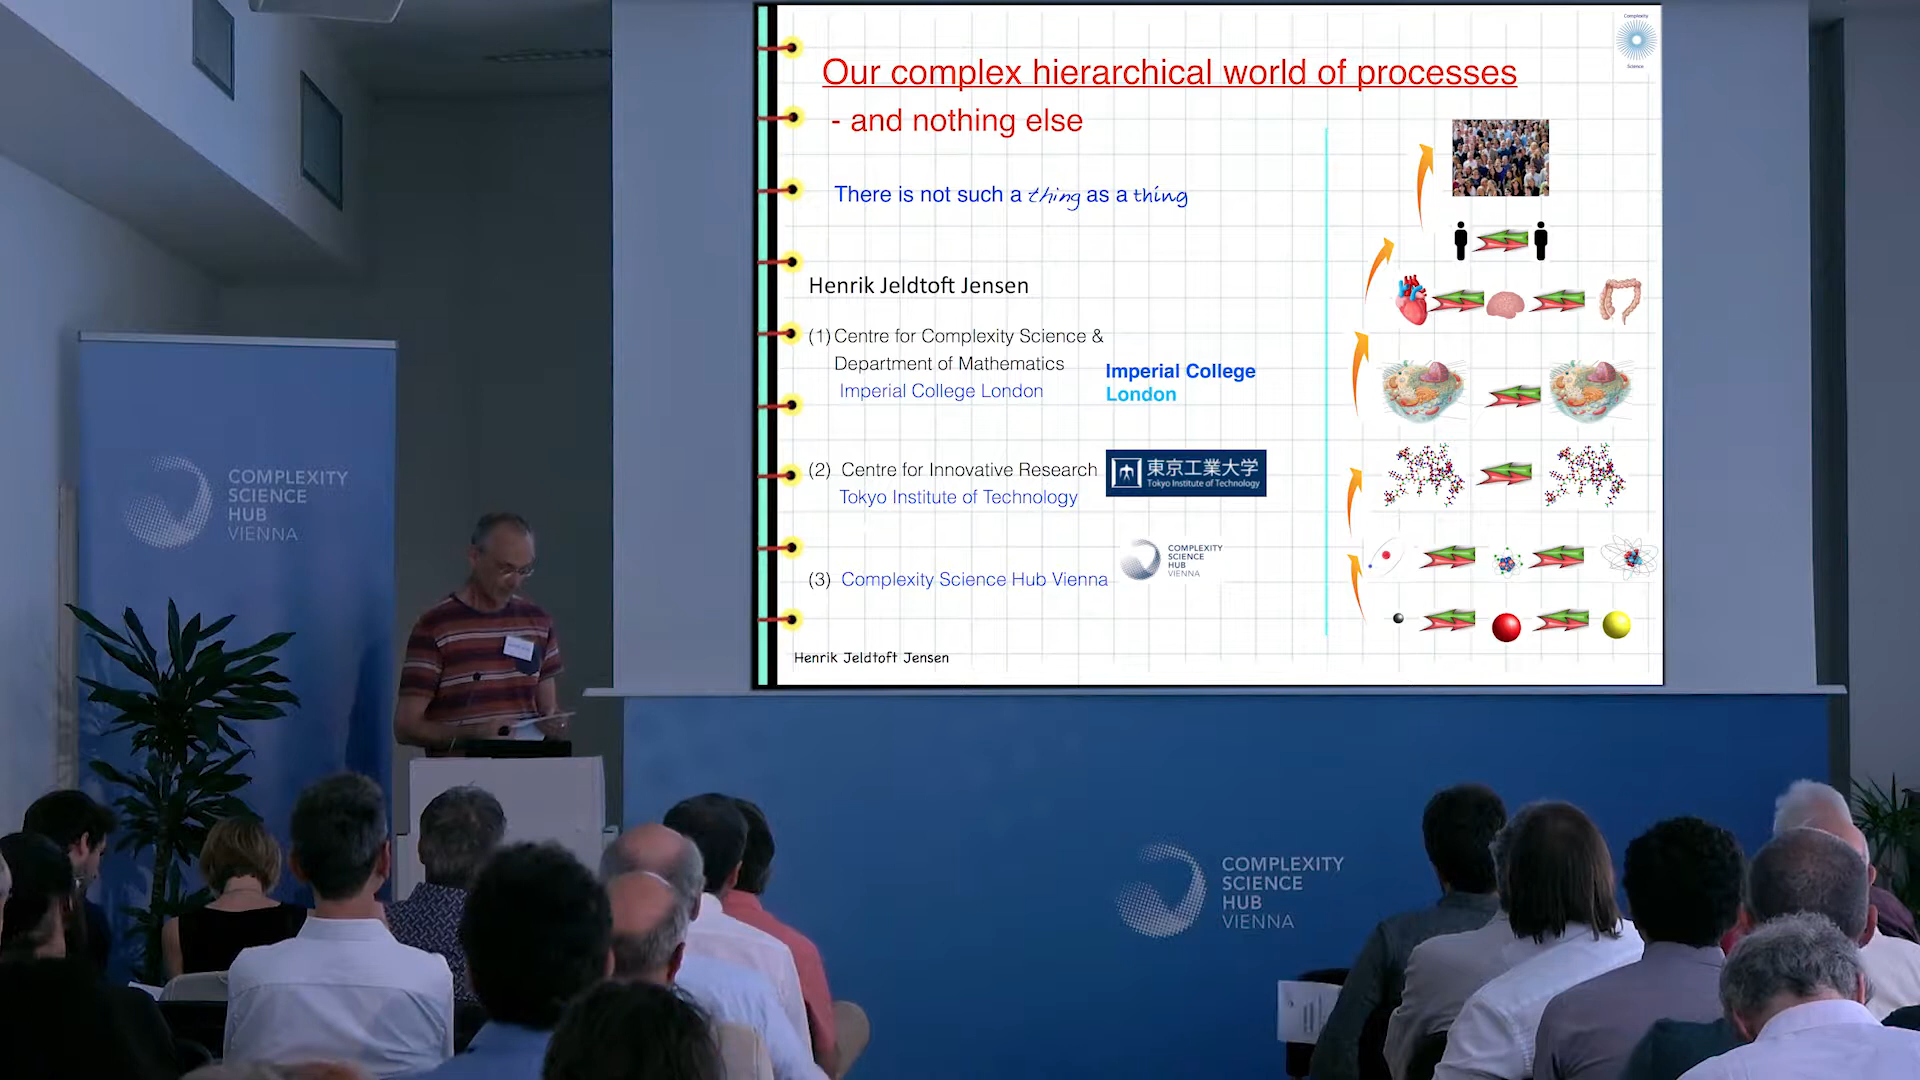 Complexity
Science
Our complex hierarchical world of processes
- and nothing else
There is not such a thing as a thing
Henrik Jeldtoft Jensen
(1) Centre for Complexity Science &
Department of Mathematics
Imperial College London
Imperial College
London
(2) Centre for Innovative Research
Tokyo Institute of Technology
東京工業大学
Tokyo Institute of Technology
(3) Complexity Science Hub Vienna
COMPLEXITY
SCIENCE
HUB
VIENNA
Henrik Jeldtoft Jensen
COMPLEXITY
SCIENCE
HUB
VIENNA
COMPLEXITY
SCIENCE
HUB
VIENNA